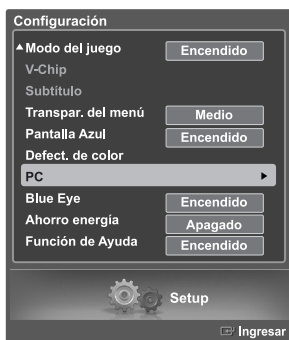 Configuración
▲ Modo del juego Encendido
V-Chip
Subtítulo
Transpar. del menú Medio
Pantalla Azul Encendido
Defect. de color
PC ►
Blue Eye Encendido
Ahorro energía Apagado
Función de Ayuda Encendido
Setup
Ingresar